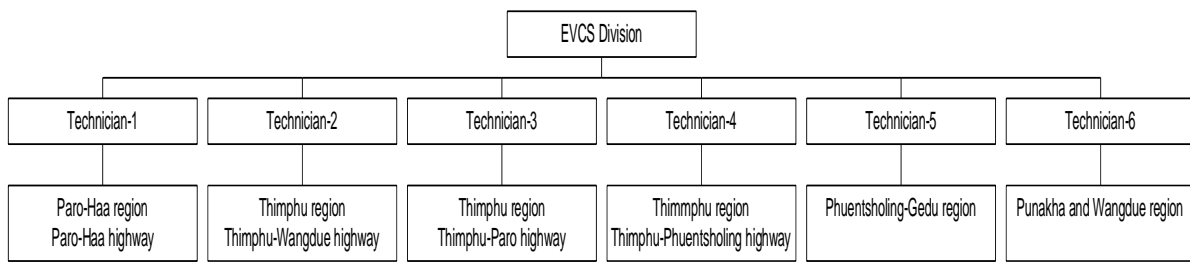 EVCS Division
Technician-1
Technician-2
Technician-3
Technician-4
Technician-5
Technician-6
Paro-Haa region
Paro-Haa highway
Thimphu region
Thimphu-Wangdue highway
Thimphu region
Thimphu-Paro highway
Thimmphu region
Thimphu-Phuentsholing highway
Phuentsholing-Gedu region
Punakha and Wangdue region